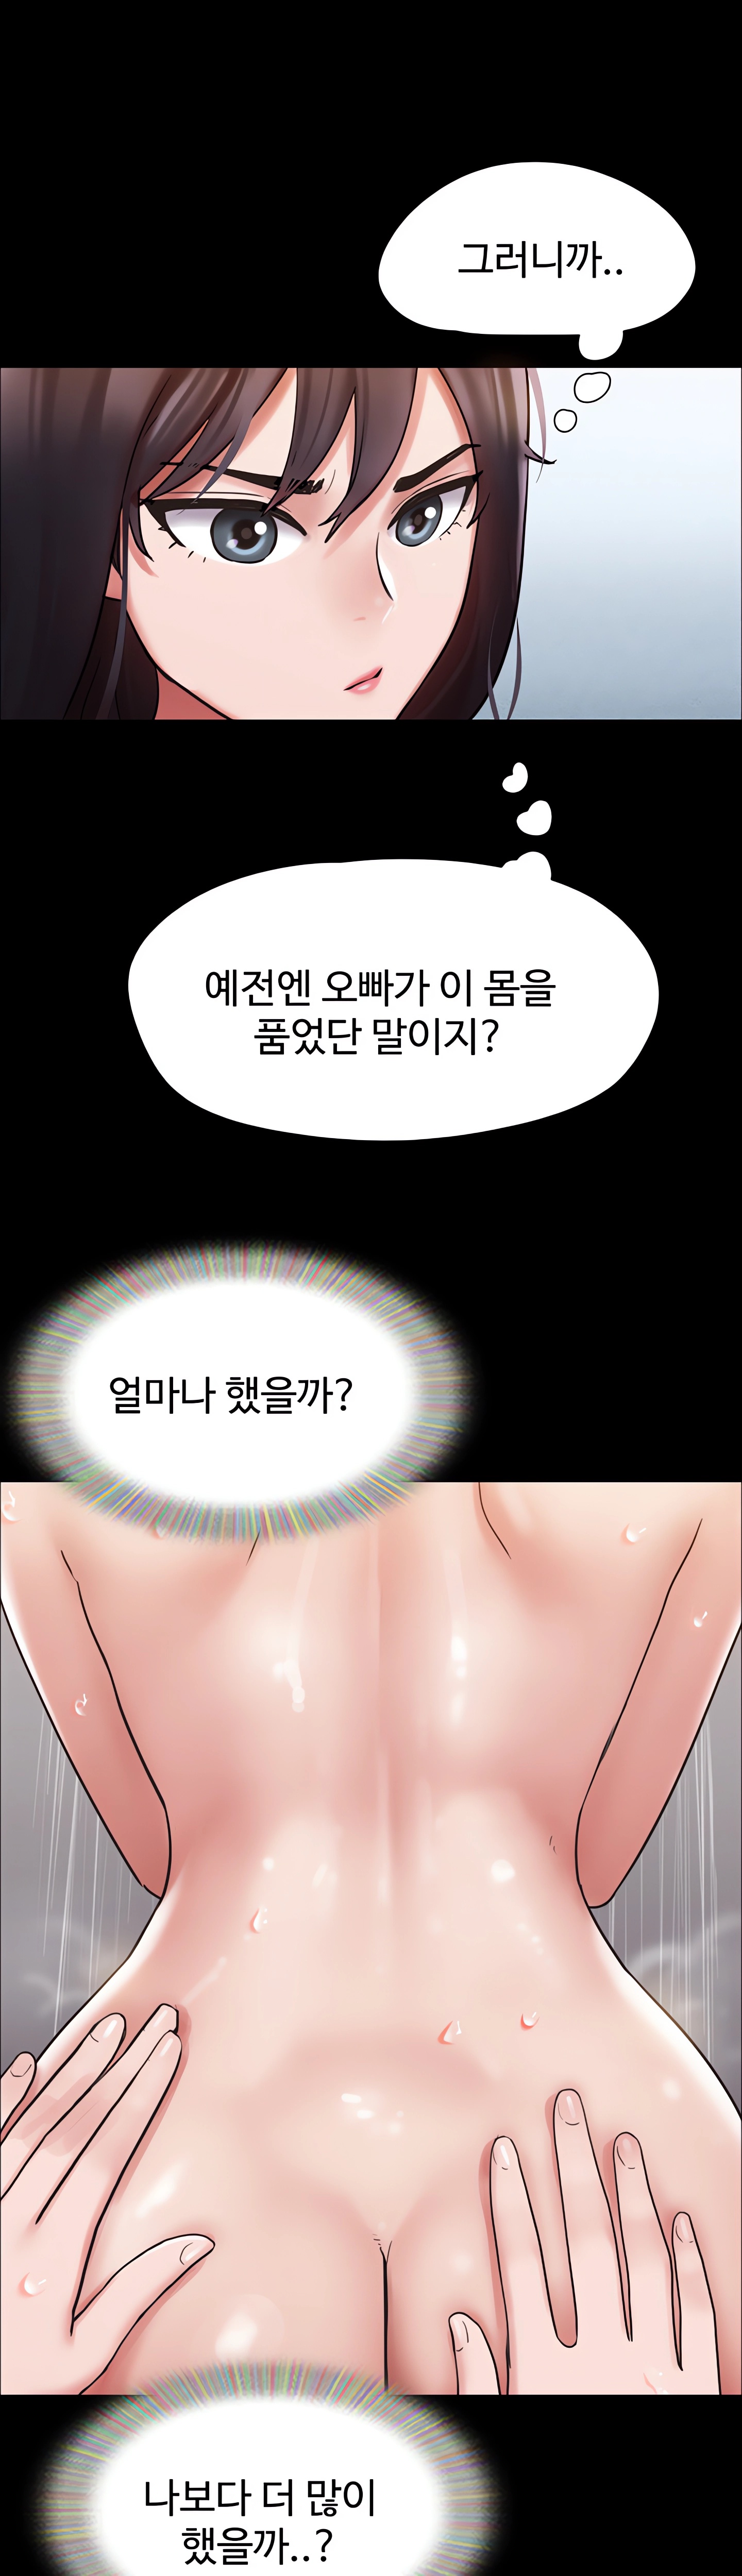 그러니까..
예전엔 오빠가 이 몸을
품었단 말이지?
얼마나 했을까?
나보다 더 많이
했을까..?